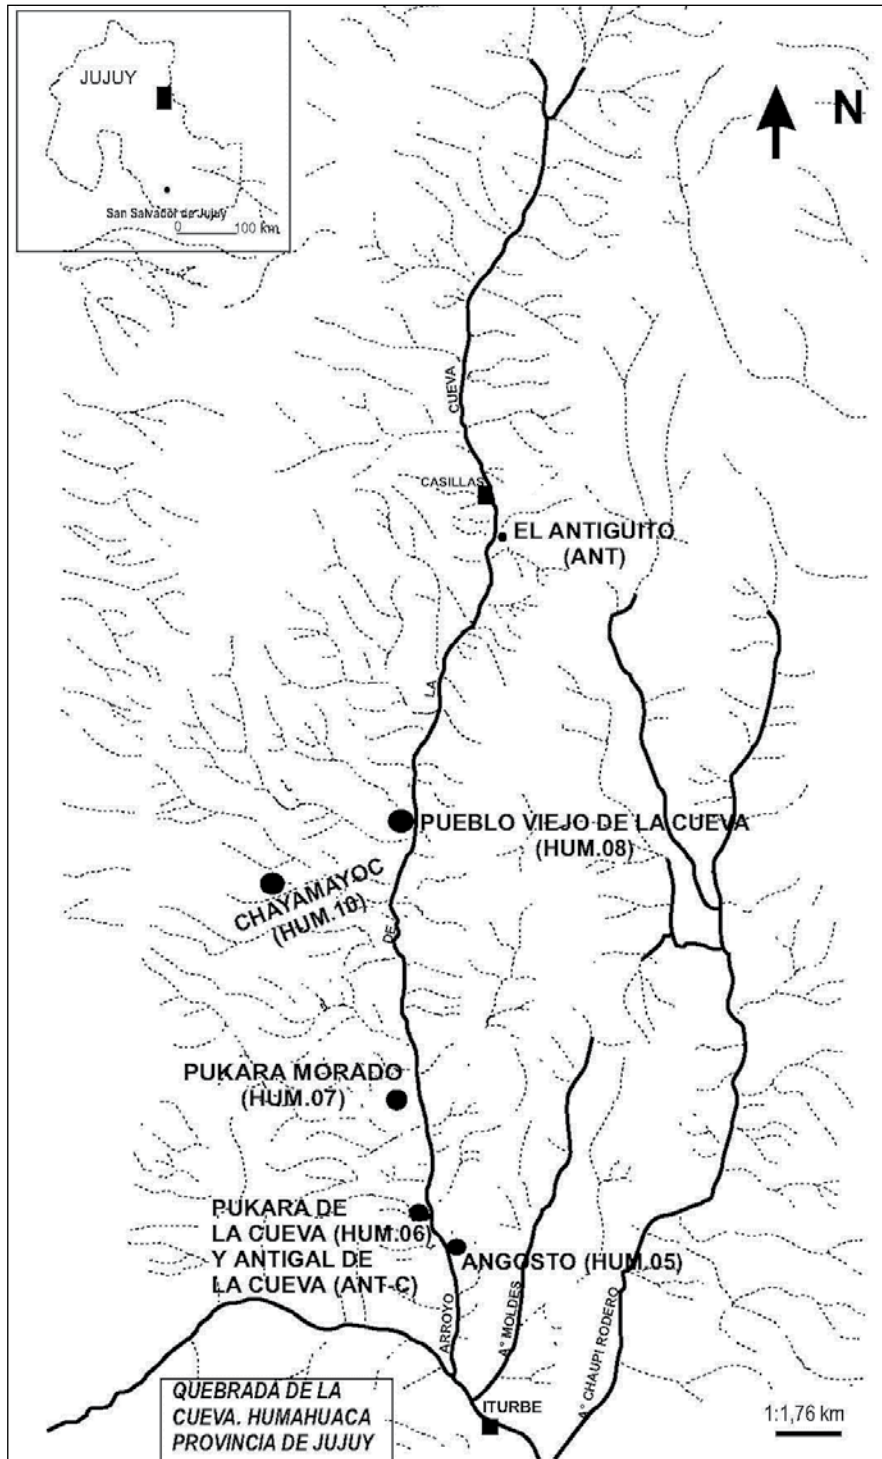 JUJUY
San Salvador de Jujuy
0 100 km
N
CUEVA
CASILLAS
EL ANTIGUITO
(ANT)
LA
PUEBLO VIEJO DE LA CUEVA
(HUM.08)
CHAYAMAYOC
(HUM.10)
DE
PUKARA MORADO
(HUM.07)
PUKARA DE
LA CUEVA (HUM.06)
Y ANTIGAL DE
LA CUEVA (ANT-C)
ANGOSTO (HUM.05)
ARROYO
A° MOLDES
A° CHAUPI RODERO
ITURBE
QUEBRADA DE LA
CUEVA. HUMAHUACA
PROVINCIA DE JUJUY
1:1,76 km